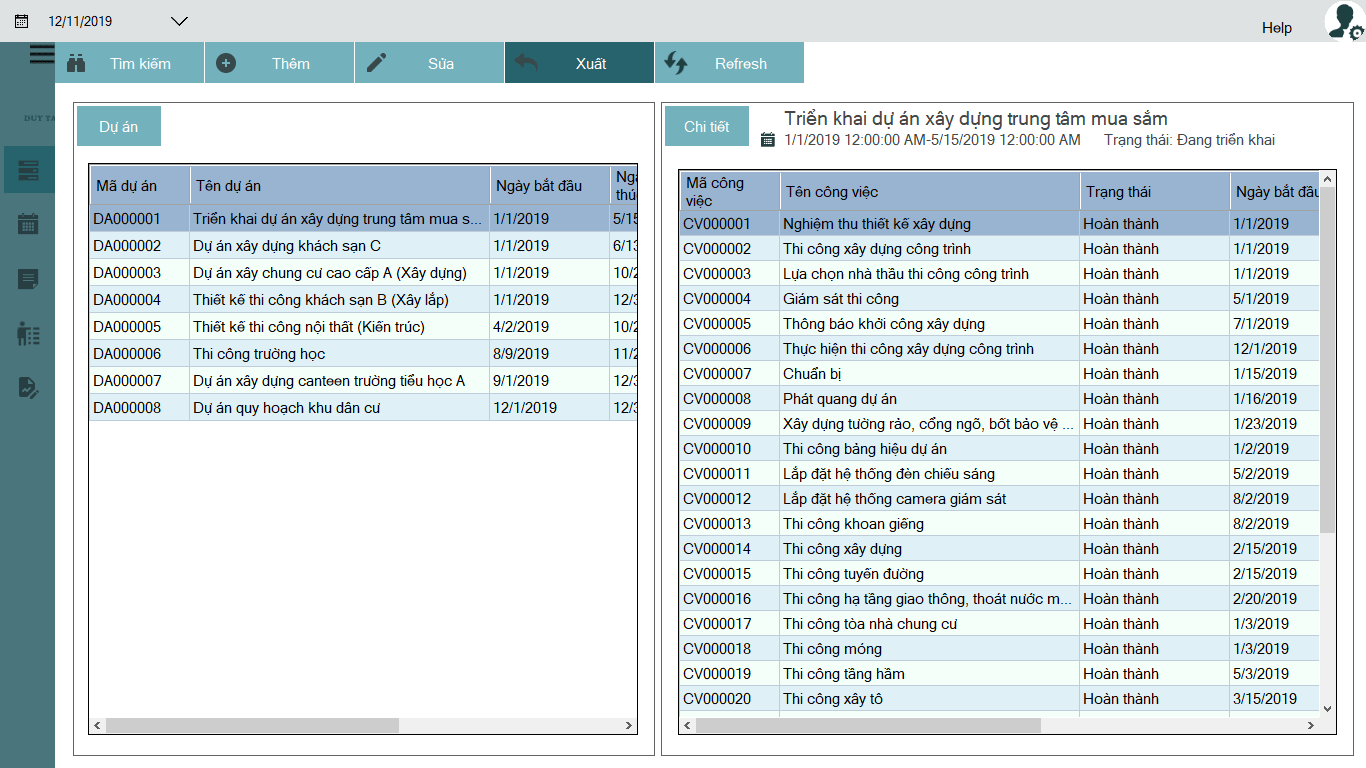 12/11/2019
Help
Tìm kiếm Thêm Sửa Xuất Refresh
DUY TA
Dự án
Mã dự án Tên dự án Ngày bắt đầu
DA000001 Triển khai dự án xây dựng trung tâm mua s... 1/1/2019 5/15
DA000002 Dự án xây dựng khách sạn C 1/1/2019 6/13
DA000003 Dự án xây chung cư cao cấp A (Xây dựng) 1/1/2019 10/2
DA000004 Thiết kế thi công khách sạn B (Xây lắp) 1/1/2019 12/3
DA000005 Thiết kế thi công nội thất (Kiến trúc) 4/2/2019 10/2
DA000006 Thi công trường học 8/9/2019 11/2
DA000007 Dự án xây dựng canteen trường tiểu học A 9/1/2019 12/3
DA000008 Dự án quy hoạch khu dân cư 12/1/2019 12/3
Chi tiết
Triển khai dự án xây dựng trung tâm mua sắm
1/1/2019 12:00:00 AM-5/15/2019 12:00:00 AM Trạng thái: Đang triển khai
Mã công việc Tên công việc Trạng thái Ngày bắt đầu
CV000001 Nghiệm thu thiết kế xây dựng Hoàn thành 1/1/2019
CV000002 Thi công xây dựng công trình Hoàn thành 1/1/2019
CV000003 Lựa chọn nhà thầu thi công công trình Hoàn thành 1/1/2019
CV000004 Giám sát thi công Hoàn thành 5/1/2019
CV000005 Thông báo khởi công xây dựng Hoàn thành 7/1/2019
CV000006 Thực hiện thi công xây dựng công trình Hoàn thành 12/1/2019
CV000007 Chuẩn bị Hoàn thành 1/15/2019
CV000008 Phát quang dự án Hoàn thành 1/16/2019
CV000009 Xây dựng tường rảo, cổng ngõ, bốt bảo vệ ... Hoàn thành 1/23/2019
CV000010 Thi công bảng hiệu dự án Hoàn thành 1/2/2019
CV000011 Lắp đặt hệ thống đèn chiếu sáng Hoàn thành 5/2/2019
CV000012 Lắp đặt hệ thống camera giám sát Hoàn thành 8/2/2019
CV000013 Thi công khoan giếng Hoàn thành 8/2/2019
CV000014 Thi công xây dựng Hoàn thành 2/15/2019
CV000015 Thi công tuyến đường Hoàn thành 2/15/2019
CV000016 Thi công hạ tầng giao thông, thoát nước m... Hoàn thành 2/20/2019
CV000017 Thi công tòa nhà chung cư Hoàn thành 1/3/2019
CV000018 Thi công móng Hoàn thành 1/3/2019
CV000019 Thi công tầng hầm Hoàn thành 5/3/2019
CV000020 Thi công xây tô Hoàn thành 3/15/2019